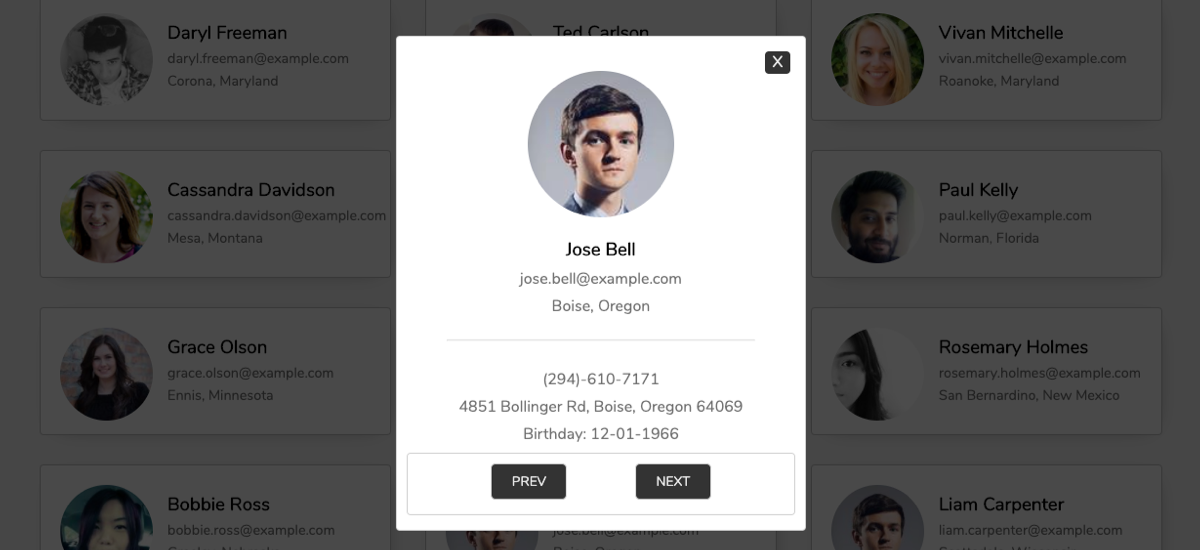 Daryl Freeman
daryl.freeman@example.com
Corona, Maryland
Ted Carlson
Vivan Mitchelle
vivan.mitchelle@example.com
Roanoke, Maryland
X
Jose Bell
jose.bell@example.com
Boise, Oregon
(294)-610-7171
4851 Bollinger Rd, Boise, Oregon 64069
Birthday: 12-01-1966
PREV
NEXT
Cassandra Davidson
cassandra.davidson@example.com
Mesa, Montana
Paul Kelly
paul.kelly@example.com
Norman, Florida
Grace Olson
grace.olson@example.com
Ennis, Minnesota
Rosemary Holmes
rosemary.holmes@example.com
San Bernardino, New Mexico
Bobbie Ross
bobbie.ross@example.com
jose.bell@example.com
Liam Carpenter
liam.carpenter@example.com